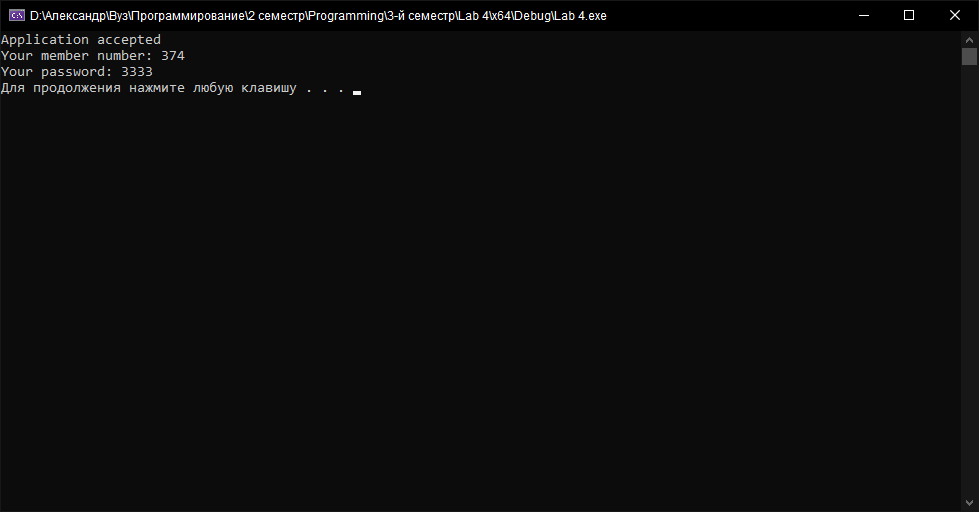 D:\Александр\Вуз\Программирование\2 семестр\Programming\3-й семестр\Lab 4\x64\Debug\Lab 4.exe
Application accepted
Your member number: 374
Your password: 3333
Для продолжения нажмите любую клавишу . . .